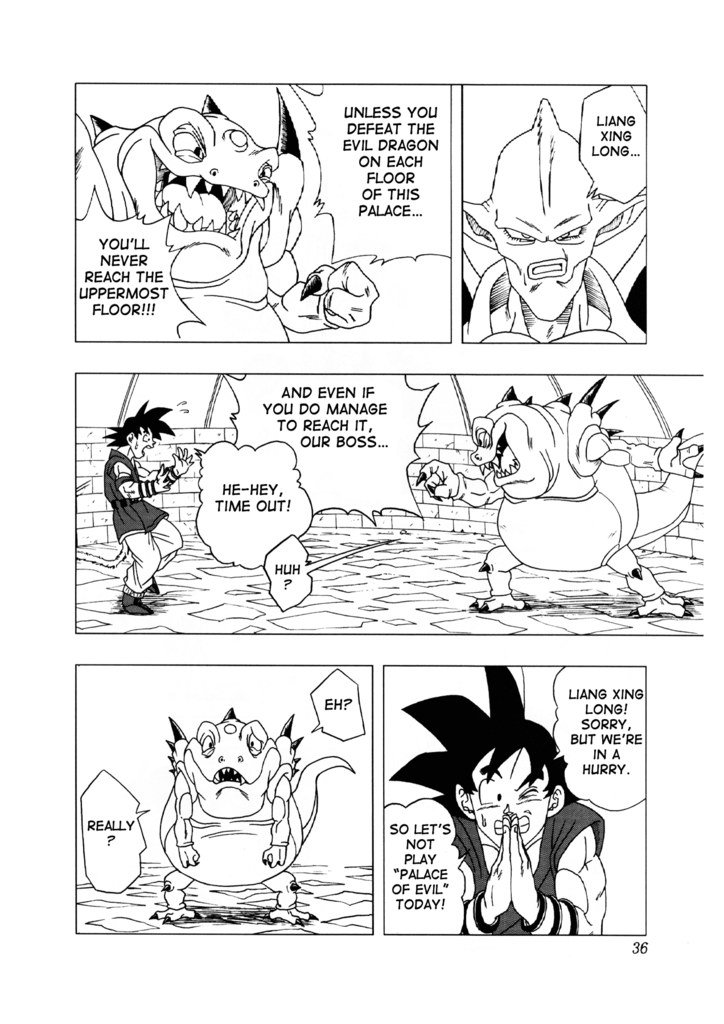 UNLESS YOU
DEFEAT THE
EVIL DRAGON
ON EACH
FLOOR
OF THIS
PALACE...
YOU'LL
NEVER
REACH THE
UPPERMOST
FLOOR!!!
LIANG
XING
LONG...
AND EVEN IF
YOU DO MANAGE
TO REACH IT,
OUR BOSS...
HE-HEY,
TIME OUT!
HUH
?
EH?
REALLY
?
LIANG XING
LONG!
SORRY,
BUT WE'RE
IN A
HURRY.
SO LET'S
NOT
PLAY
"PALACE
OF EVIL"
TODAY!
36